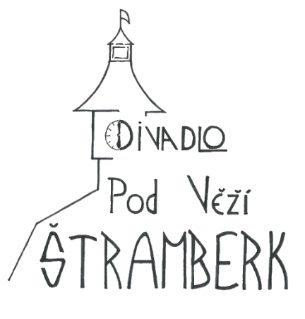 DiVADLO
Pod Věží
ŠTRAMBERK